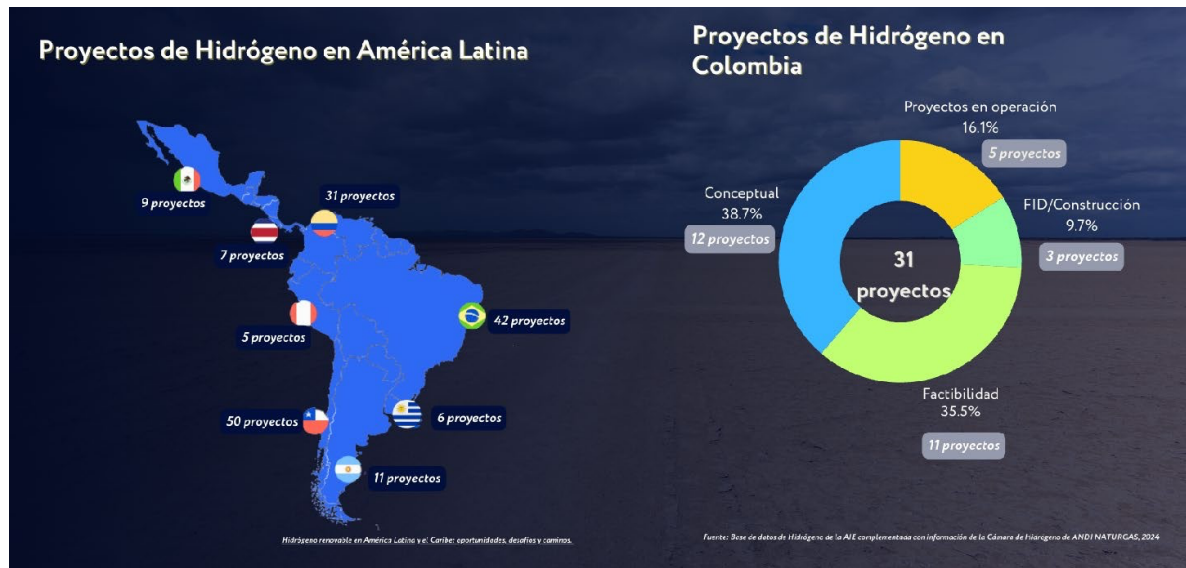 Proyectos de Hidrógeno en América Latina
9 proyectos
31 proyectos
7 proyectos
5 proyectos
42 proyectos
50 proyectos
6 proyectos
11 proyectos
Hidrógeno renovable en América Latina y el Caribe: oportunidades, desafíos y caminos.
Proyectos de Hidrógeno en
Colombia
Proyectos en operación
16.1%
5 proyectos
Conceptual
38.7%
12 proyectos
FID/Construcción
9.7%
3 proyectos
31
proyectos
Factibilidad
35.5%
11 proyectos
Fuente: Base de datos de Hidrógeno de la AIE complementada con información de la Cámara de Hidrógeno de ANDI NATURGAS, 2024